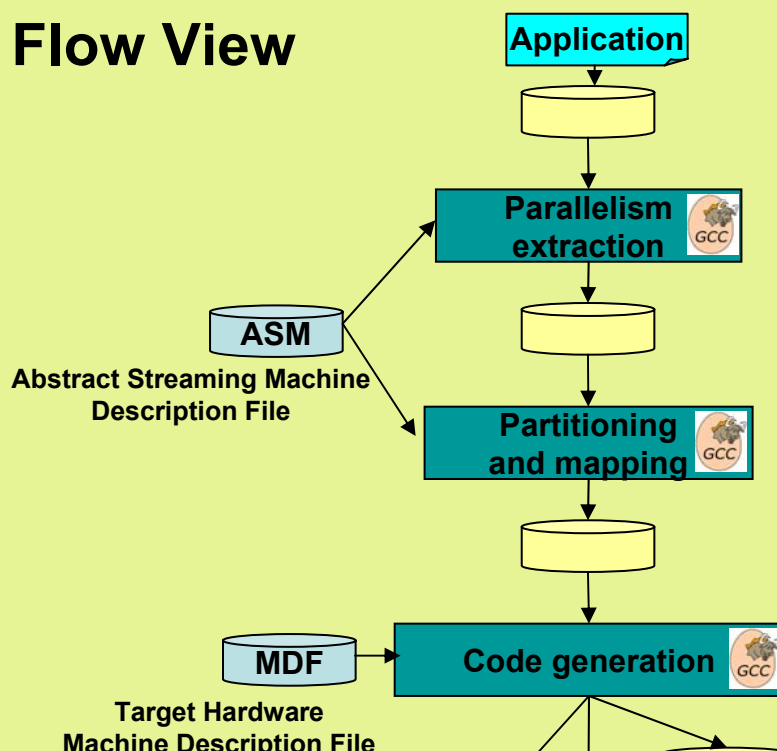 Flow View
Application
Parallelism
extraction
GCC
ASM
Abstract Streaming Machine
Description File
Partitioning
and mapping
GCC
MDF
Code generation
GCC
Target Hardware
Machine Description File